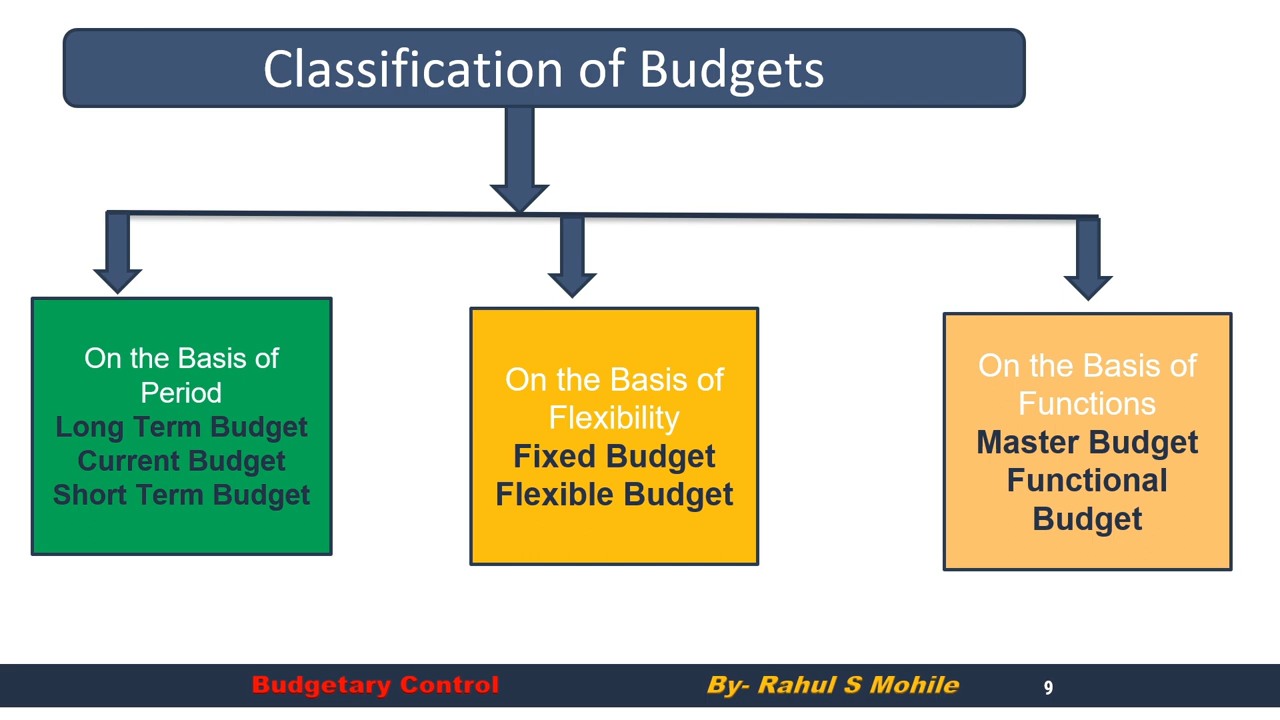 Classification of Budgets
On the Basis of
Period
Long Term Budget
Current Budget
Short Term Budget
On the Basis of
Flexibility
Fixed Budget
Flexible Budget
On the Basis of
Functions
Master Budget
Functional
Budget
Budgetary Control
By- Rahul S Mohile
9